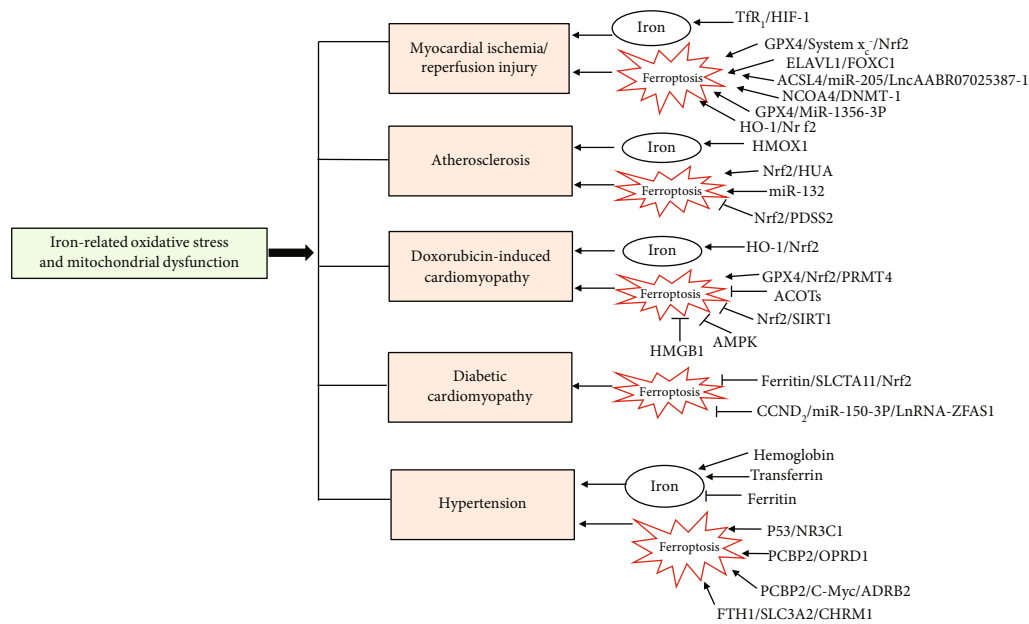 Iron-related oxidative stress
and mitochondrial dysfunction
Myocardial ischemia/
reperfusion injury
Iron
TfR1/HIF-1
Ferroptosis
GPX4/System xc-/Nrf2
ELAVL1/FOXC1
ACSL4/miR-205/LncAABR07025387-1
NCOA4/DNMT-1
GPX4/MiR-1356-3P
HO-1/Nr f2
Atherosclerosis
Iron
HMOX1
Ferroptosis
Nrf2/HUA
miR-132
Nrf2/PDSS2
Doxorubicin-induced
cardiomyopathy
Iron
HO-1/Nrf2
Ferroptosis
GPX4/Nrf2/PRMT4
ACOTs
Nrf2/SIRT1
AMPK
HMGB1
Diabetic
cardiomyopathy
Ferroptosis
Ferritin/SLCTA11/Nrf2
CCND2/miR-150-3P/LnRNA-ZFAS1
Hypertension
Iron
Hemoglobin
Transferrin
Ferritin
Ferroptosis
P53/NR3C1
PCBP2/OPRD1
PCBP2/C-Myc/ADRB2
FTH1/SLC3A2/CHRM1